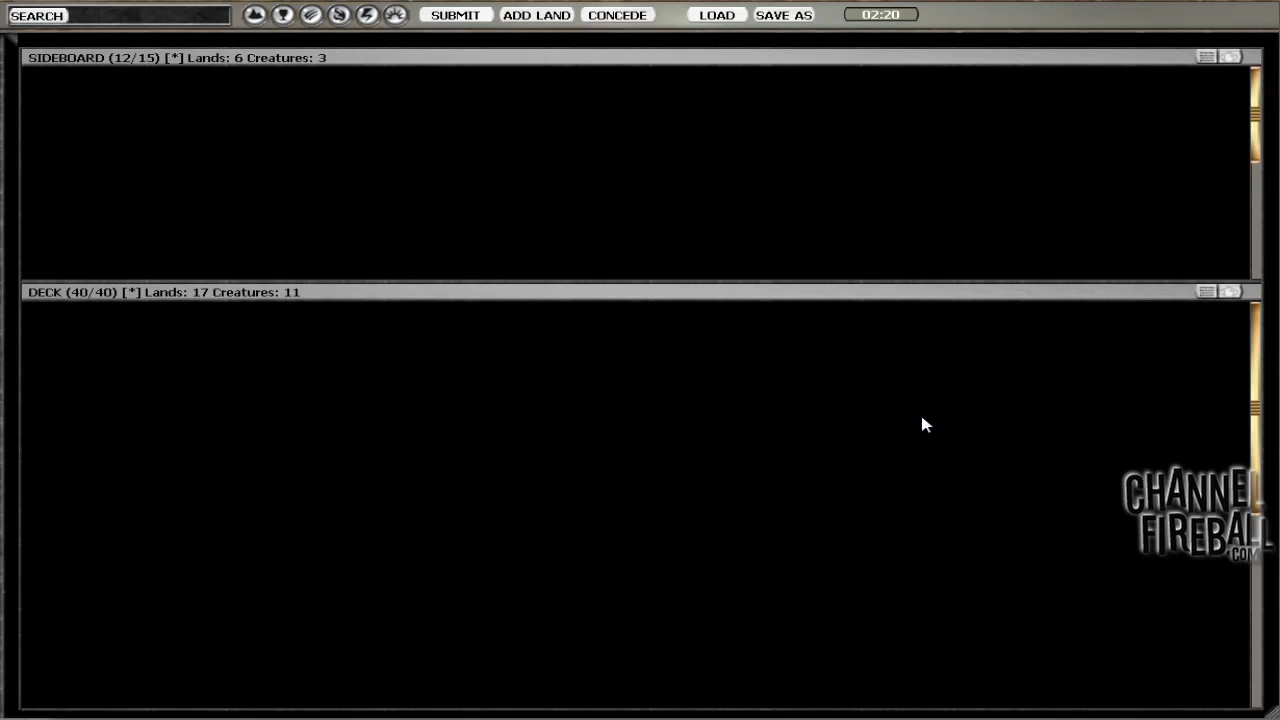 SEARCH SUBMIT ADD LAND CONCEDE LOAD SAVE AS 02:20
SIDEBOARD (12/15) [*] Lands: 6 Creatures: 3
DECK (40/40) [*] Lands: 17 Creatures: 11
CHANNEL
FIREBALL
.COM